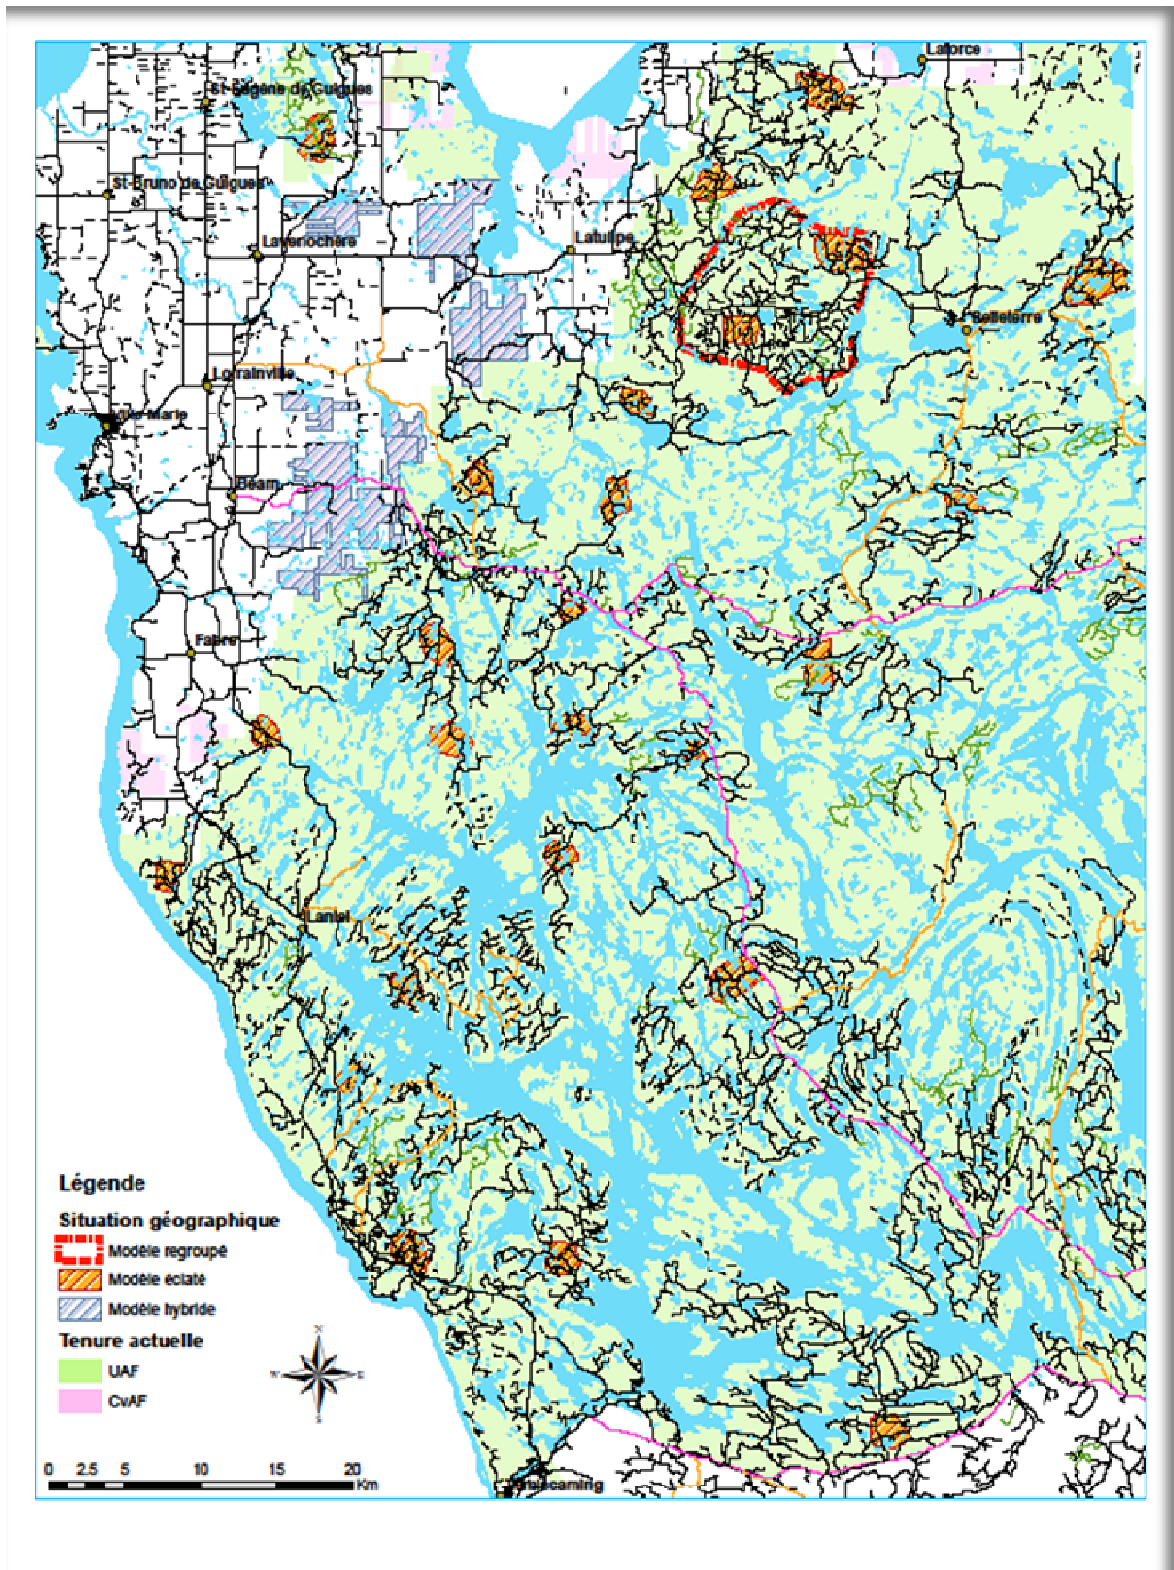 Laforce
St-Eugène de Guigues
St-Bruno de Guigues
Latulipe
Laverlochère
Belleterre
Lorrainville
Ville-Marie
Béarn
Fabre
Laniel
Légende
Situation géographique
Modèle regroupé
Modèle éclaté
Modèle hybride
Tenure actuelle
UAF
CvAF
N
W
E
S
0 2.5 5 10 15 20
Km
Témiscaming